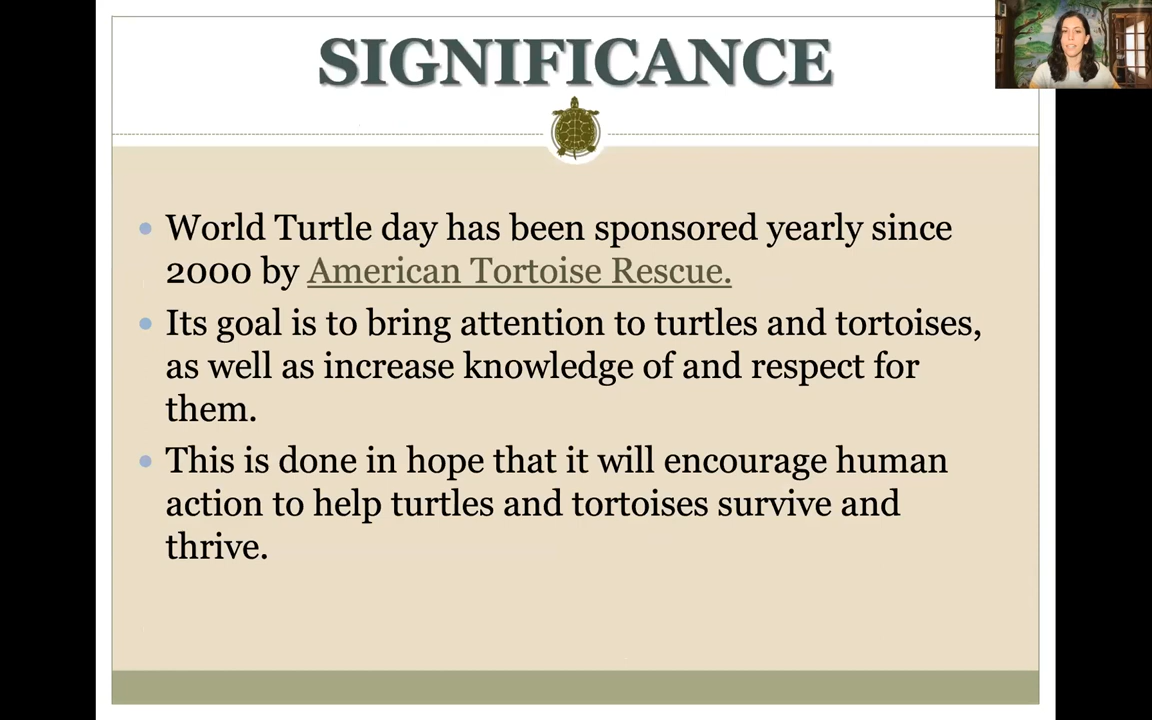 SIGNIFICANCE
World Turtle day has been sponsored yearly since
2000 by American Tortoise Rescue.
Its goal is to bring attention to turtles and tortoises,
as well as increase knowledge of and respect for
them.
This is done in hope that it will encourage human
action to help turtles and tortoises survive and
thrive.